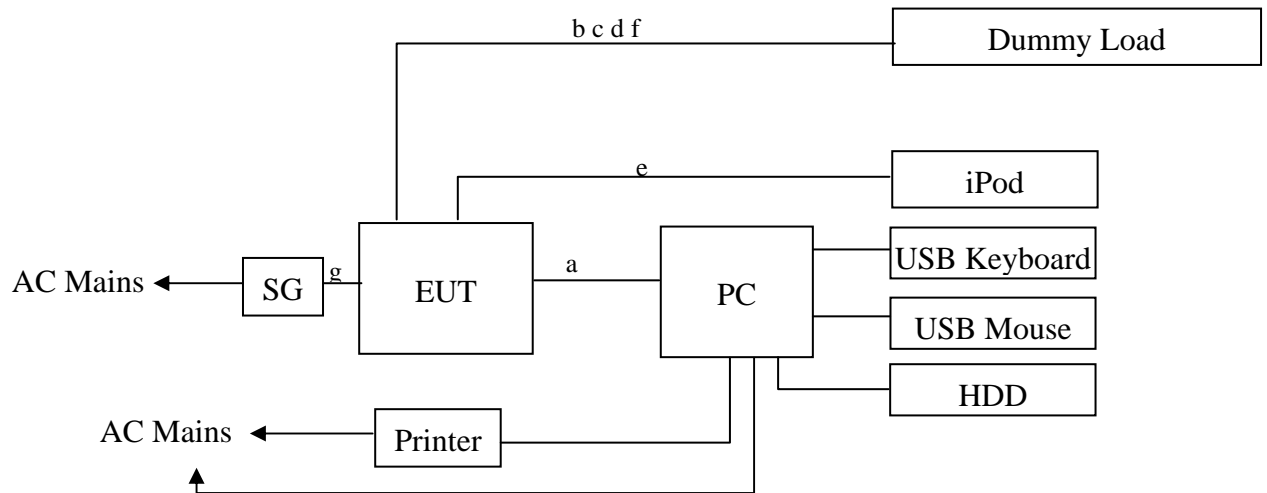 b c d f
Dummy Load
e
iPod
USB Keyboard
AC Mains
SG
g
EUT
a
PC
USB Mouse
HDD
AC Mains
Printer